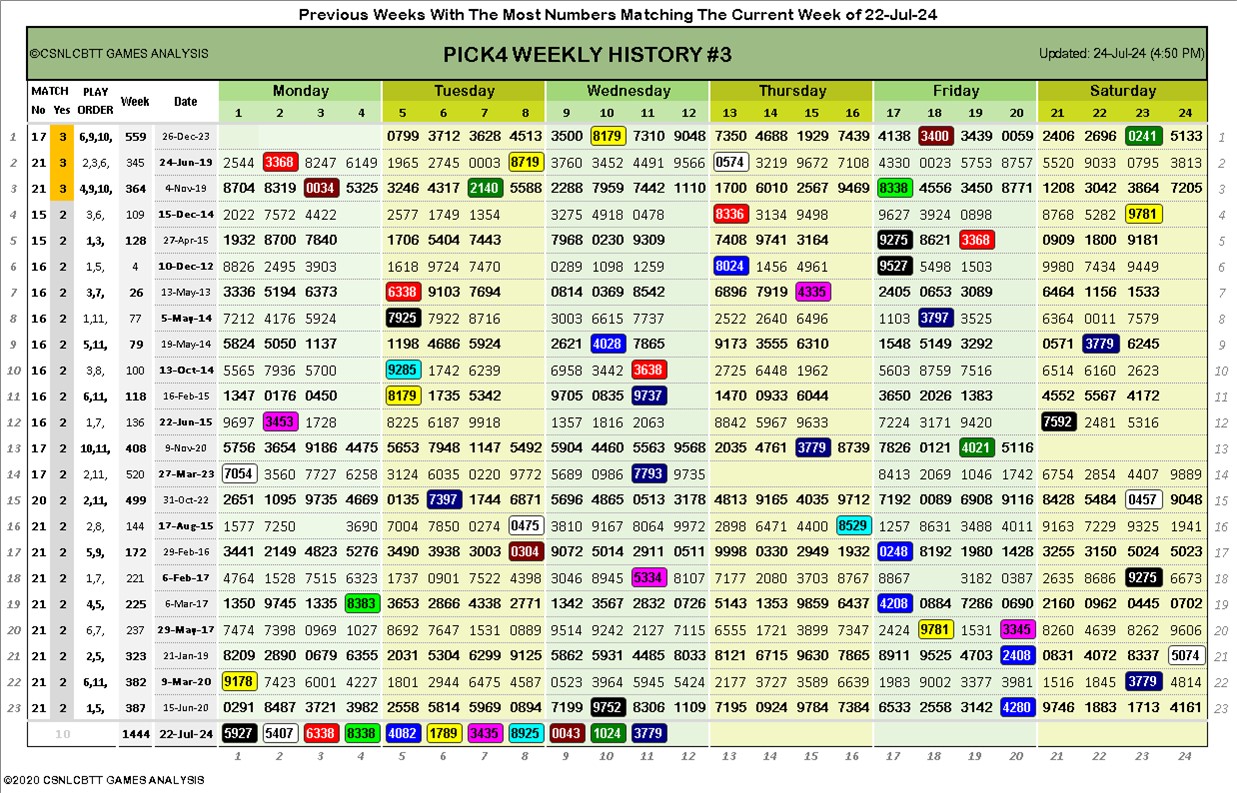 Previous Weeks With The Most Numbers Matching The Current Week of 22-Jul-24
©CSNLCBTT GAMES ANALYSIS PICK4 WEEKLY HISTORY #3 Updated: 24-Jul-24 (4:50 PM)
MATCH PLAY Week Date Monday Tuesday Wednesday Thursday Friday Saturday
No Yes ORDER 1 2 3 4 5 6 7 8 9 10 11 12 13 14 15 16 17 18 19 20 21 22 23 24
1 17 3 6,9,10, 559 26-Dec-23 0799 3712 3628 4513 3500 8179 7310 9048 7350 4688 1929 7439 4138 3400 3439 0059 2406 2696 0241 5133 1
2 21 3 2,3,6, 345 24-Jun-19 2544 3368 8247 6149 1965 2745 0003 8719 3760 3452 4491 9566 0574 3219 9672 7108 4330 0023 5753 8757 5520 9033 0795 3813 2
3 21 3 4,9,10, 364 4-Nov-19 8704 8319 0034 5325 3246 4317 2140 5588 2288 7959 7442 1110 1700 6010 2567 9469 8338 4556 3450 8771 1208 3042 3864 7205 3
4 15 2 3,6, 109 15-Dec-14 2022 7572 4422 2577 1749 1354 3275 4918 0478 8336 3134 9498 9627 3924 0898 8768 5282 9781 4
5 15 2 1,3, 128 27-Apr-15 1932 8700 7840 1706 5404 7443 7968 0230 9309 7408 9741 3164 9275 8621 3368 0909 1800 9181 5
6 16 2 1,5, 4 10-Dec-12 8826 2495 3903 1618 9724 7470 0289 1098 1259 8024 1456 4961 9527 5498 1503 9980 7434 9449 6
7 16 2 3,7, 26 13-May-13 3336 5194 6373 6338 9103 7694 0814 0369 8542 6896 7919 4335 2405 0653 3089 6464 1156 1533 7
8 16 2 1,11, 77 5-May-14 7212 4176 5924 7925 7922 8716 3003 6615 7737 2522 2640 6496 1103 3797 3525 6364 0011 7579 8
9 16 2 5,11, 79 19-May-14 5824 5050 1137 1198 4686 5924 2621 4028 7865 9173 3555 6310 1548 5149 3292 0571 3779 6245 9
10 16 2 3,8, 100 13-Oct-14 5565 7936 5700 9285 1742 6239 6958 3442 3638 2725 6448 1962 5603 8759 7516 6514 6160 2623 10
11 16 2 6,11, 118 16-Feb-15 1347 0176 0450 8179 1735 5342 9705 0835 9737 1470 0933 6044 3650 2026 1383 4552 5567 4172 11
12 16 2 1,7, 136 22-Jun-15 9697 3453 1728 8225 6187 9918 1357 1816 2063 8842 5967 9633 7224 3171 9420 7592 2481 5316 12
13 17 2 10,11, 408 9-Nov-20 5756 3654 9186 4475 5653 7948 1147 5492 5904 4460 5563 9568 2035 4761 3779 8739 7826 0121 4021 5116 13
14 17 2 2,11, 520 27-Mar-23 7054 3560 7727 6258 3124 6035 0220 9772 5689 0986 7793 9735 8413 2069 1046 1742 6754 2854 4407 9889 14
15 20 2 2,11, 499 31-Oct-22 2651 1095 9735 4669 0135 7397 1744 6871 5696 4865 0513 3178 4813 9165 4035 9712 7192 0089 6908 9116 8428 5484 0457 9048 15
16 21 2 2,8, 144 17-Aug-15 1577 7250 3690 7004 7850 0274 0475 3810 9167 8064 9972 2898 6471 4400 8529 1257 8631 3488 4011 9163 7229 9325 1941 16
17 21 2 5,9, 172 29-Feb-16 3441 2149 4823 5276 3490 3938 3003 0304 9072 5014 2911 0511 9998 0330 2949 1932 0248 8192 1980 1428 3255 3150 5024 5023 17
18 21 2 1,7, 221 6-Feb-17 4764 1528 7515 6323 1737 0901 7522 4398 3046 8945 5334 8107 7177 2080 3703 8767 8867 3182 0387 2635 8686 9275 6673 18
19 21 2 4,5, 225 6-Mar-17 1350 9745 1335 8383 3653 2866 4338 2771 1342 3567 2832 0726 5143 1353 9859 6437 4208 0884 7286 0690 2160 0962 0445 0702 19
20 21 2 6,7, 237 29-May-17 7474 7398 0963 1027 8692 7647 1531 0889 9514 9242 2127 7115 6555 1721 3899 7347 2424 9781 1531 3345 8260 4639 8262 9606 20
21 21 2 2,5, 323 21-Jan-19 8209 2890 0679 6355 2031 5304 6299 9125 5862 5931 4485 8033 8121 6715 9630 7865 8911 9525 4703 2408 0831 4072 8337 5074 21
22 21 2 6,11, 382 9-Mar-20 9178 7423 6001 4227 1801 2944 6475 4587 0523 3964 5945 5424 2177 3727 3589 6639 1983 9002 3377 3981 1516 1845 3779 4814 22
23 21 2 1,5, 387 15-Jun-20 0291 8487 3721 3982 2558 5814 5969 0894 7199 9752 8306 1109 7195 0924 9784 7384 6533 2558 3142 4280 9746 1883 1713 4161 23
10 1444 22-Jul-24 5927 5407 6338 8338 4082 1789 3435 8925 0043 1024 3779
1 2 3 4 5 6 7 8 9 10 11 12 13 14 15 16 17 18 19 20 21 22 23 24
©2020 CSNLCBTT GAMES ANALYSIS